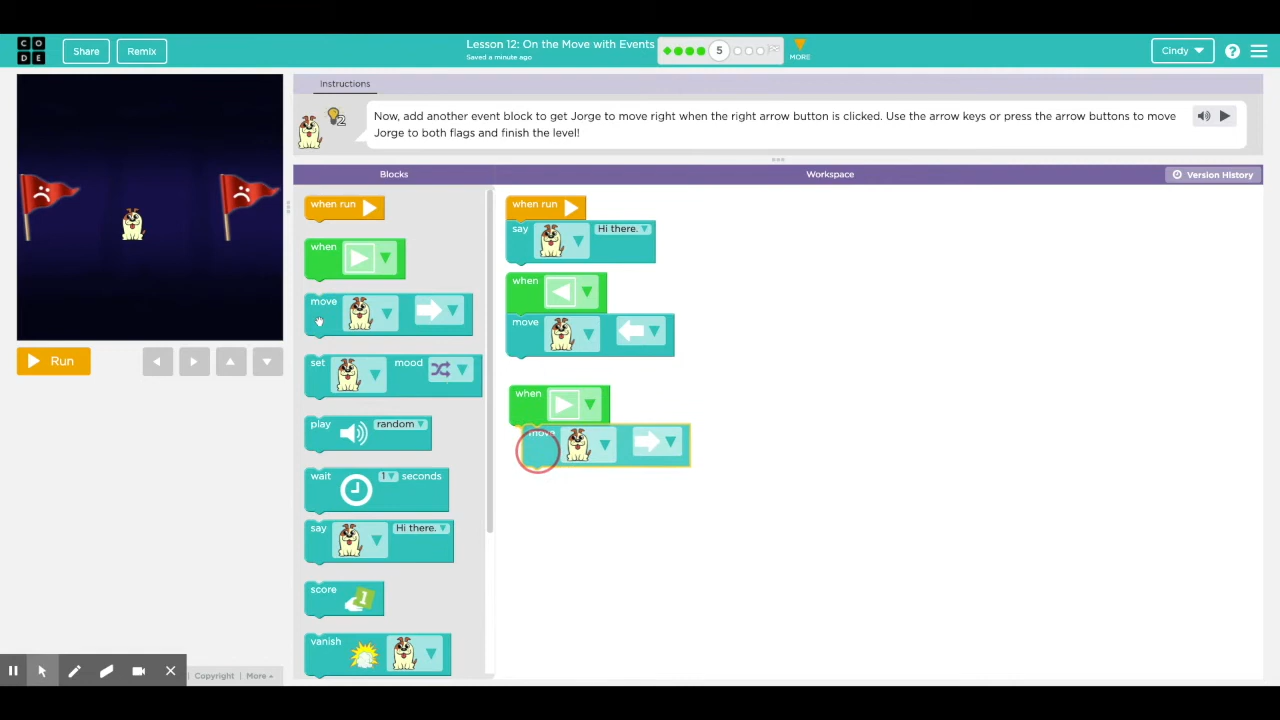 C O
D E
Share
Remix
Lesson 12: On the Move with Events
Saved a minute ago
5
MORE
Cindy
?
Instructions
2
Now, add another event block to get Jorge to move right when the right arrow button is clicked. Use the arrow keys or press the arrow buttons to move
Jorge to both flags and finish the level!
Blocks
Workspace
Version History
when run
when
move
set
mood
play
random
wait
1
seconds
say
Hi there.
score
1
vanish
when run
say
Hi there.
when
move
when
move
Run
Copyright
More